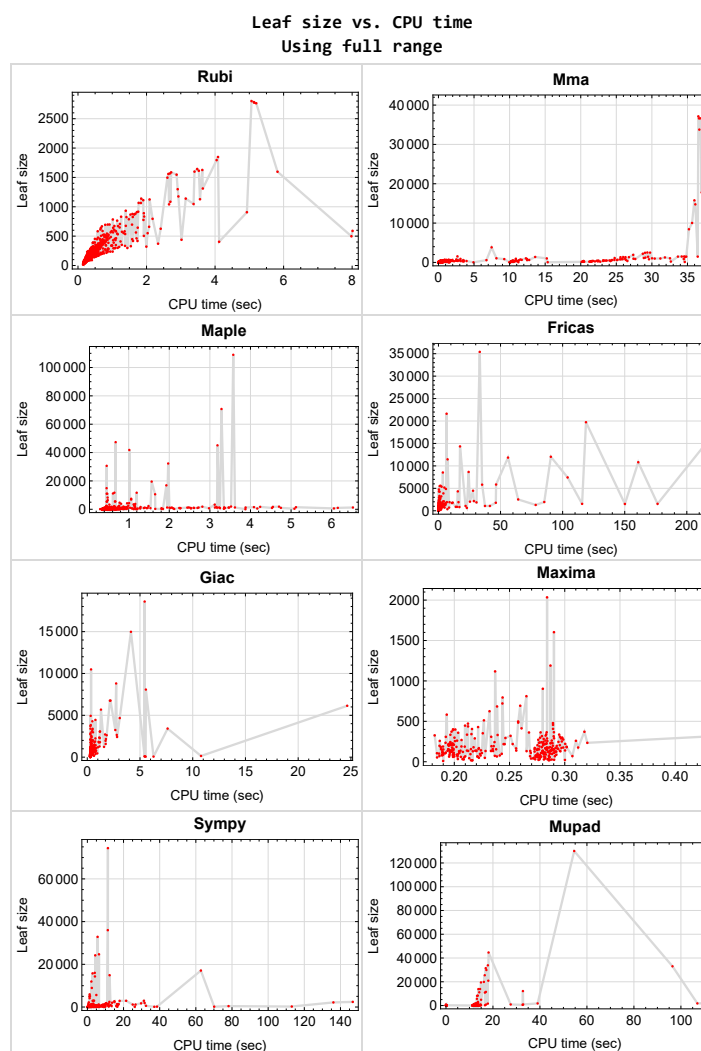 Leaf size vs. CPU time
Using full range
Rubi
Leaf size
2500
2000
1500
1000
500
0
0 2 4 6 8
CPU time (sec)
Mma
Leaf size
40 000
30 000
20 000
10 000
0
0 5 10 15 20 25 30 35
CPU time (sec)
Maple
Leaf size
100 000
80 000
60 000
40 000
20 000
0
1 2 3 4 5 6
CPU time (sec)
Fricas
Leaf size
35 000
30 000
25 000
20 000
15 000
10 000
5000
0
0 50 100 150 200
CPU time (sec)
Giac
Leaf size
15 000
10 000
5000
0
0 5 10 15 20 25
CPU time (sec)
Maxima
Leaf size
2000
1500
1000
500
0
0.20 0.25 0.30 0.35 0.40
CPU time (sec)
Sympy
Leaf size
60 000
40 000
20 000
0
0 20 40 60 80 100 120 140
CPU time (sec)
Mupad
Leaf size
120 000
100 000
80 000
60 000
40 000
20 000
0
0 20 40 60 80 100
CPU time (sec)